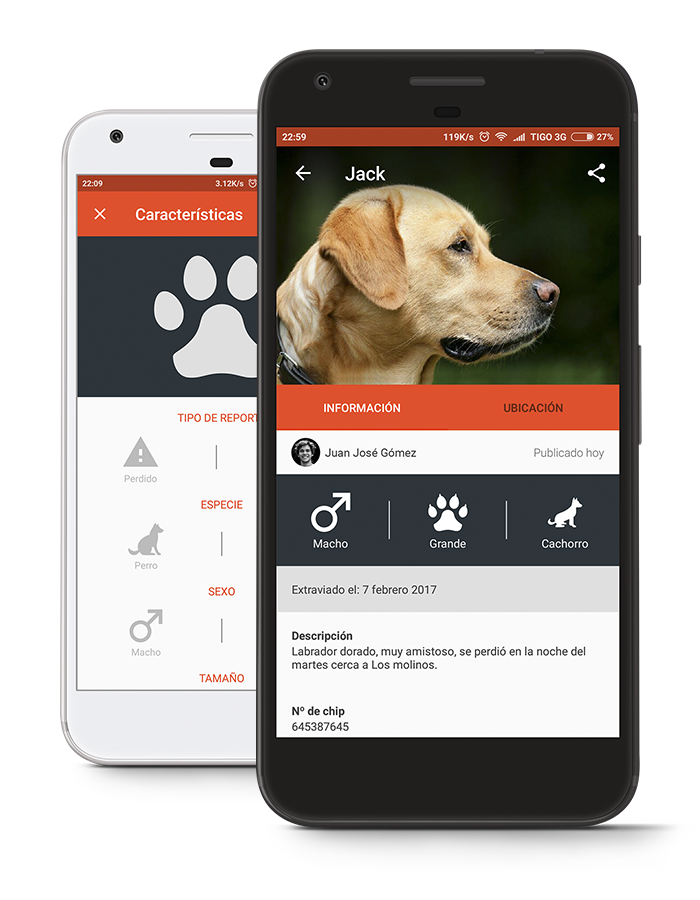 22:09
3.12K/s
Características
TIPO DE REPORT
Perdido
ESPECIE
Perro
SEXO
Macho
TAMAÑO
22:59
119K/s TIGO 3G 27%
Jack
INFORMACIÓN UBICACIÓN
Juan José Gómez Publicado hoy
Macho Grande Cachorro
Extraviado el: 7 febrero 2017
Descripción
Labrador dorado, muy amistoso, se perdió en la noche del
martes cerca a Los molinos.
Nº de chip
645387645